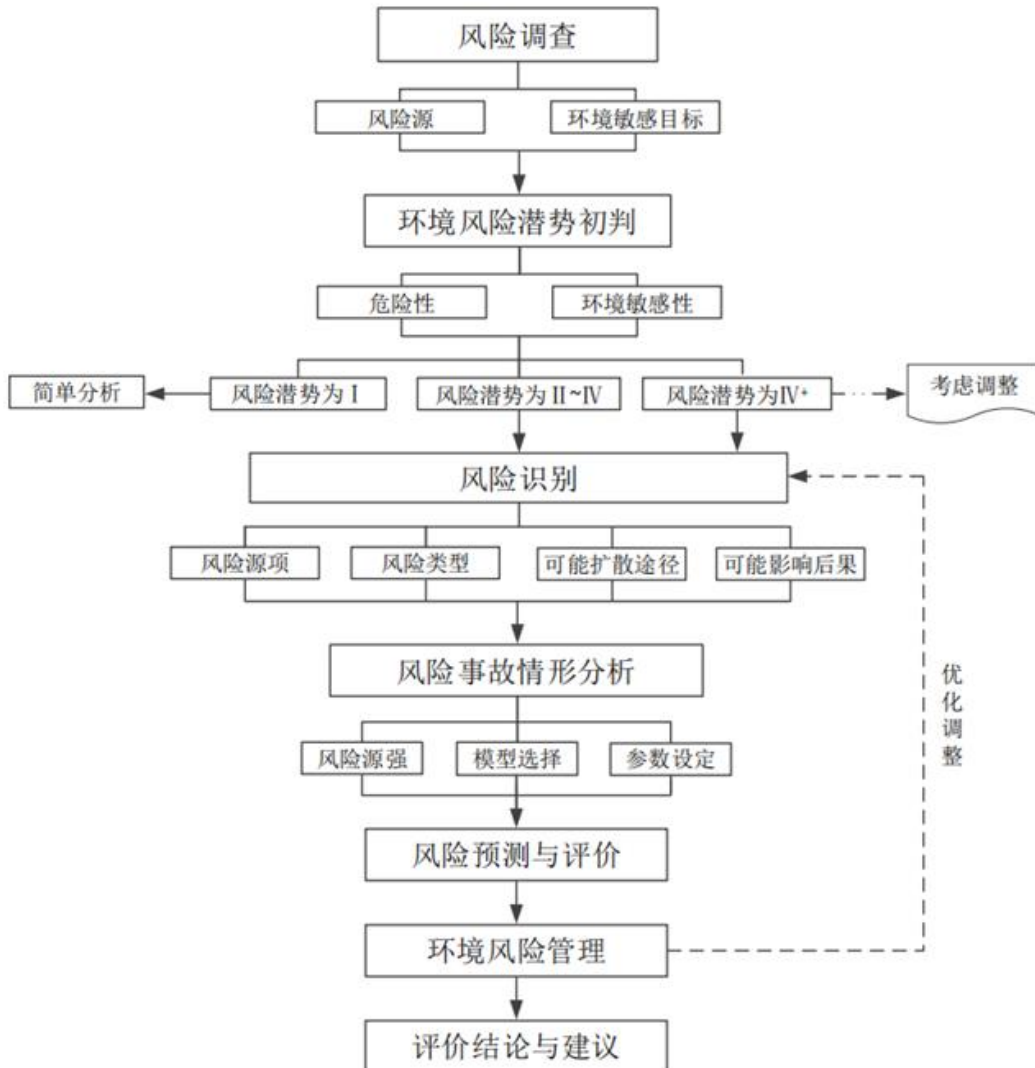 风险调查
风险源
环境敏感目标
环境风险潜势初判
危险性
环境敏感性
简单分析
风险潜势为Ⅰ
风险潜势为Ⅱ~Ⅳ
风险潜势为Ⅳ⁺
考虑调整
风险识别
风险源项
风险类型
可能扩散途径
可能影响后果
风险事故情形分析
优化调整
风险源强
模型选择
参数设定
风险预测与评价
环境风险管理
评价结论与建议